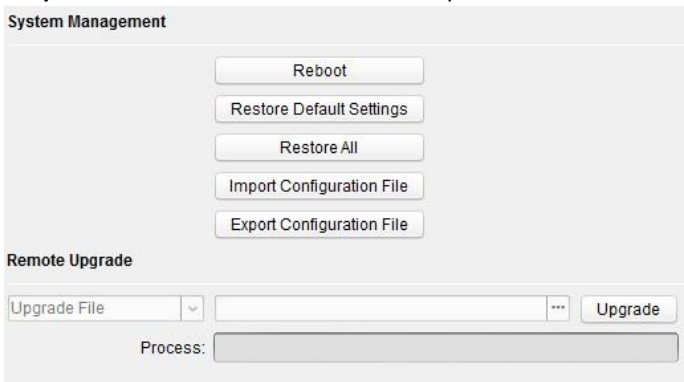 System Management
Reboot
Restore Default Settings
Restore All
Import Configuration File
Export Configuration File
Remote Upgrade
Upgrade File ... Upgrade
Process: